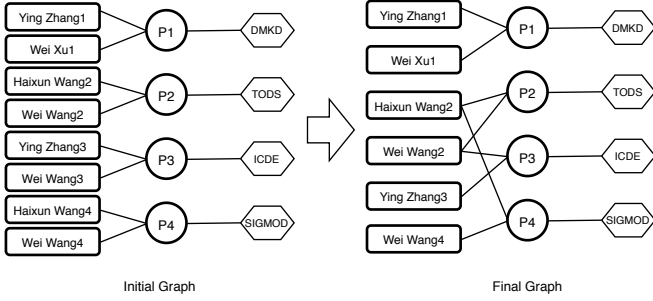 Ying Zhang1
Wei Xu1
P1
DMKD
Haixun Wang2
Wei Wang2
P2
TODS
Ying Zhang3
Wei Wang3
P3
ICDE
Haixun Wang4
Wei Wang4
P4
SIGMOD
Initial Graph
Ying Zhang1
Wei Xu1
P1
DMKD
Haixun Wang2
P2
TODS
Wei Wang2
P3
ICDE
Ying Zhang3
Wei Wang4
P4
SIGMOD
Final Graph